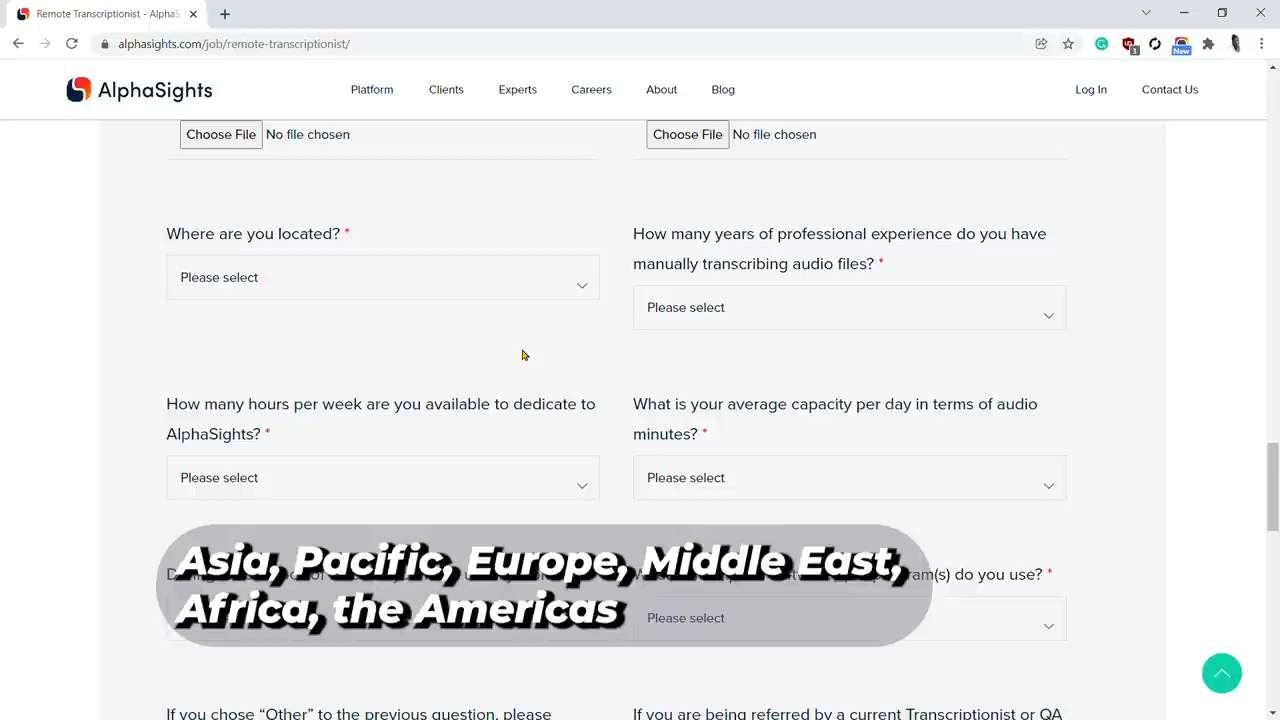 Remote Transcriptionist - Alpha
alphasights.com/job/remote-transcriptionist/
New
AlphaSights
Platform
Clients
Experts
Careers
About
Blog
Log In
Contact Us
Choose File No file chosen
Choose File No file chosen
Where are you located? *
Please select
How many years of professional experience do you have
manually transcribing audio files? *
Please select
How many hours per week are you available to dedicate to
AlphaSights? *
Please select
What is your average capacity per day in terms of audio
minutes? *
Please select
Asia, Pacific, Europe, Middle East,
Africa, the Americas
do you use? *
Please select
If you chose “Other” to the previous question, please
If you are being referred by a current Transcriptionist or QA